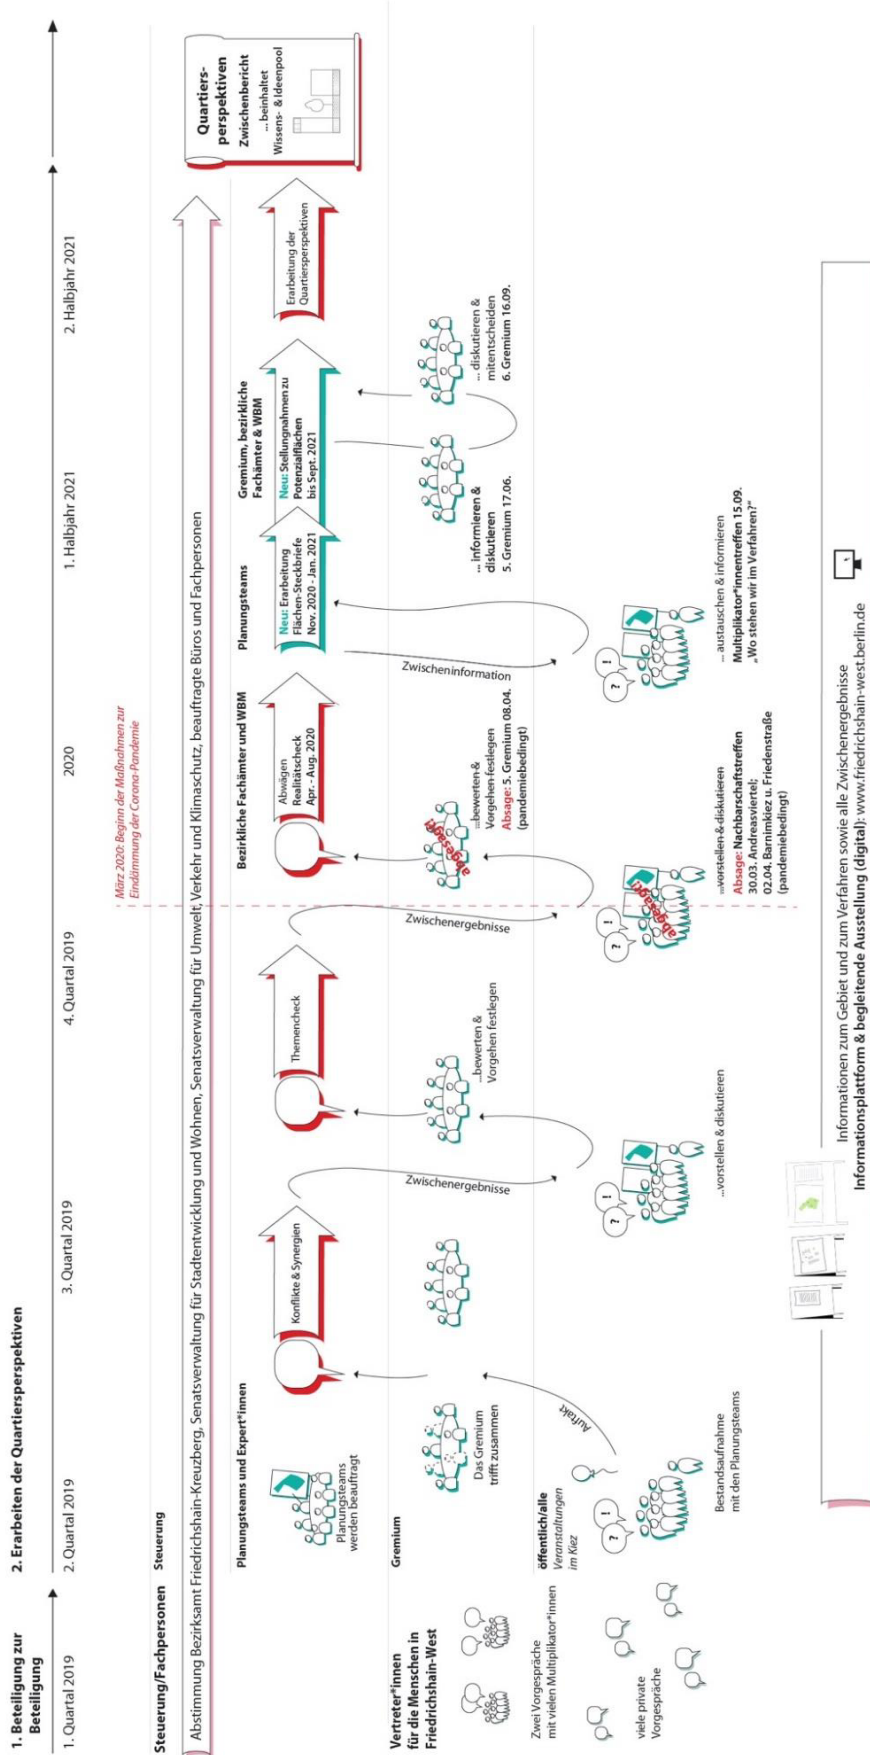 1. Beteiligung zur
Beteiligung
2. Erarbeiten der Quartiersperspektiven
1. Quartal 2019
2. Quartal 2019
3. Quartal 2019
4. Quartal 2019
2020
1. Halbjahr 2021
2. Halbjahr 2021
März 2020: Beginn der Maßnahmen zur
Eindämmung der Corona-Pandemie
Steuerung/Fachpersonen
Steuerung
Abstimmung Bezirksamt Friedrichshain-Kreuzberg, Senatsverwaltung für Stadtentwicklung und Wohnen, Senatsverwaltung für Umwelt, Verkehr und Klimaschutz, beauftragte Büros und Fachpersonen
Planungsteams und Expert*innen
Planungsteams
werden beauftragt
Konflikte & Synergien
Themencheck
Bezirkliche Fachämter und WBM
Abwägen
Realitätscheck
Apr. - Aug. 2020
Planungsteams
Neu: Erarbeitung
Flächen-Steckbriefe
Nov. 2020 - Jan. 2021
Gremium, bezirkliche
Fachämter & WBM
Neu: Stellungnahmen zu
Potenzialflächen
bis Sept. 2021
Erarbeitung der
Quartiersperspektiven
Quartiers-
perspektiven
Zwischenbericht
... beinhaltet
Wissens- & Ideenpool
Vertreter*innen
für die Menschen in
Friedrichshain-West
Gremium
Das Gremium
trifft zusammen
Zwischenergebnisse
...bewerten &
Vorgehen festlegen
Zwischenergebnisse
abgesagt!
...bewerten &
Vorgehen festlegen
Absage: 5. Gremium 08.04.
(pandemiebedingt)
Zwischeninformation
... informieren &
diskutieren
5. Gremium 17.06.
... diskutieren &
mitentscheiden
6. Gremium 16.09.
Zwei Vorgespräche
mit vielen Multiplikator*innen
viele private
Vorgespräche
öffentlich/alle
Veranstaltungen
im Kiez
Auftakt
? !
Bestandsaufnahme
mit den Planungsteams
? !
...vorstellen & diskutieren
? !
abgesagt!
...vorstellen & diskutieren
Absage: Nachbarschaftstreffen
30.03. Andreasviertel;
02.04. Barnimkiez u. Friedenstraße
(pandemiebedingt)
? !
... austauschen & informieren
Multiplikator*innentreffen 15.09.
„Wo stehen wir im Verfahren?“
Informationen zum Gebiet und zum Verfahren sowie alle Zwischenergebnisse
Informationsplattform & begleitende Ausstellung (digital): www.friedrichshain-west.berlin.de